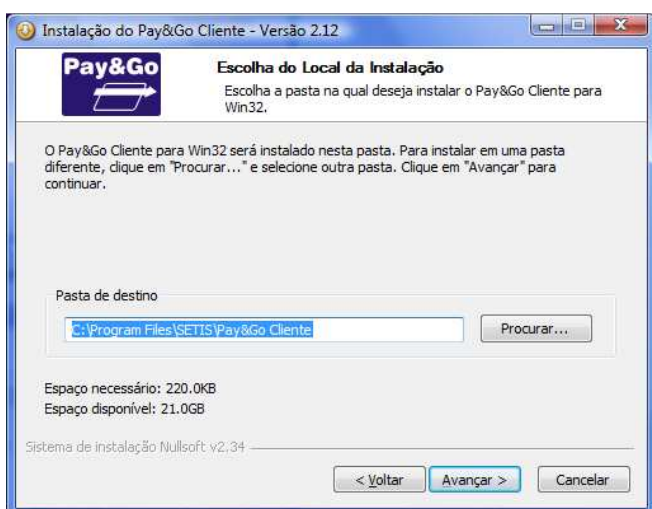 Instalação do Pay&Go Cliente - Versão 2.12
Pay&Go
Escolha do Local da Instalação
Escolha a pasta na qual deseja instalar o Pay&Go Cliente para
Win32.
O Pay&Go Cliente para Win32 será instalado nesta pasta. Para instalar em uma pasta
diferente, clique em "Procurar..." e selecione outra pasta. Clique em "Avançar" para
continuar.
Pasta de destino
C:\Program Files\SETIS\Pay&Go Cliente
Procurar...
Espaço necessário: 220.0KB
Espaço disponível: 21.0GB
Sistema de instalação Nullsoft v2.34
< Voltar
Avançar >
Cancelar